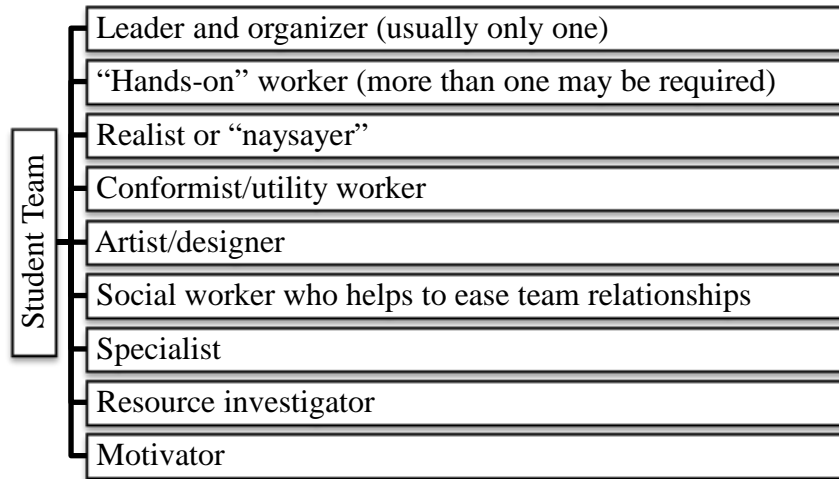 Student Team
Leader and organizer (usually only one)
“Hands-on” worker (more than one may be required)
Realist or “naysayer”
Conformist/utility worker
Artist/designer
Social worker who helps to ease team relationships
Specialist
Resource investigator
Motivator